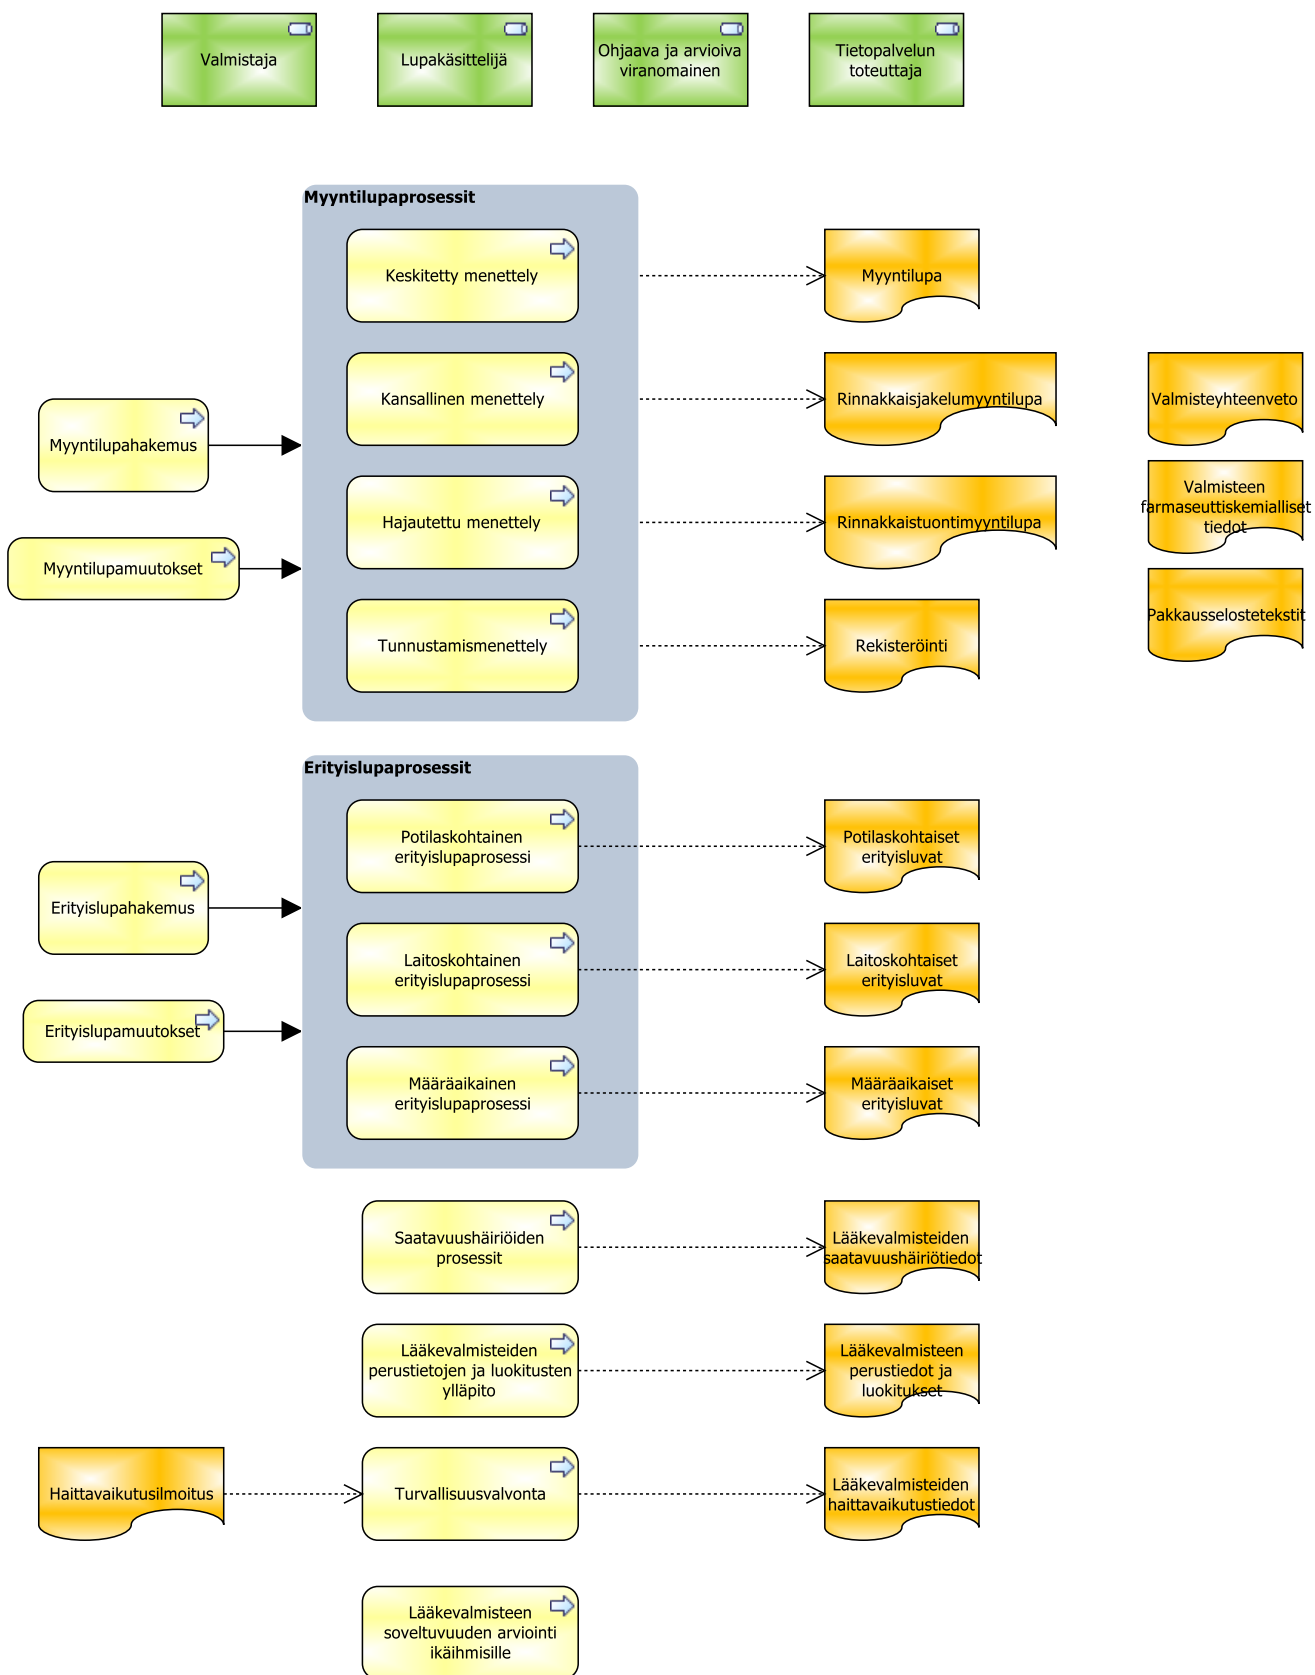 Valmistaja
Lupakäsittelijä
Ohjaava ja arvioiva
viranomainen
Tietopalvelun
toteuttaja
Myyntilupaprosessit
Keskitetty menettely
Myyntilupa
Kansallinen menettely
Rinnakkaisjakelumyyntilupa
Valmisteyhteenveto
Myyntilupahakemus
Hajautettu menettely
Rinnakkaistuontimyyntilupa
Valmisteen
farmaseuttiskemialliset
tiedot
Myyntilupamuutokset
Tunnustamismenettely
Rekisteröinti
Pakkausselostetekstit
Erityislupaprosessit
Potilaskohtainen
erityislupaprosessi
Potilaskohtaiset
erityisluvat
Erityislupahakemus
Laitoskohtainen
erityislupaprosessi
Laitoskohtaiset
erityisluvat
Erityislupamuutokset
Määräaikainen
erityislupaprosessi
Määräaikaiset
erityisluvat
Saatavuushäiriöiden
prosessit
Lääkevalmisteiden
saatavuushäiriötiedot
Lääkevalmisteiden
perustietojen ja luokitusten
ylläpito
Lääkevalmisteen
perustiedot ja
luokitukset
Haittavaikutusilmoitus
Turvallisuusvalvonta
Lääkevalmisteiden
haittavaikutustiedot
Lääkevalmisteen
soveltuvuuden arviointi
ikäihmisille